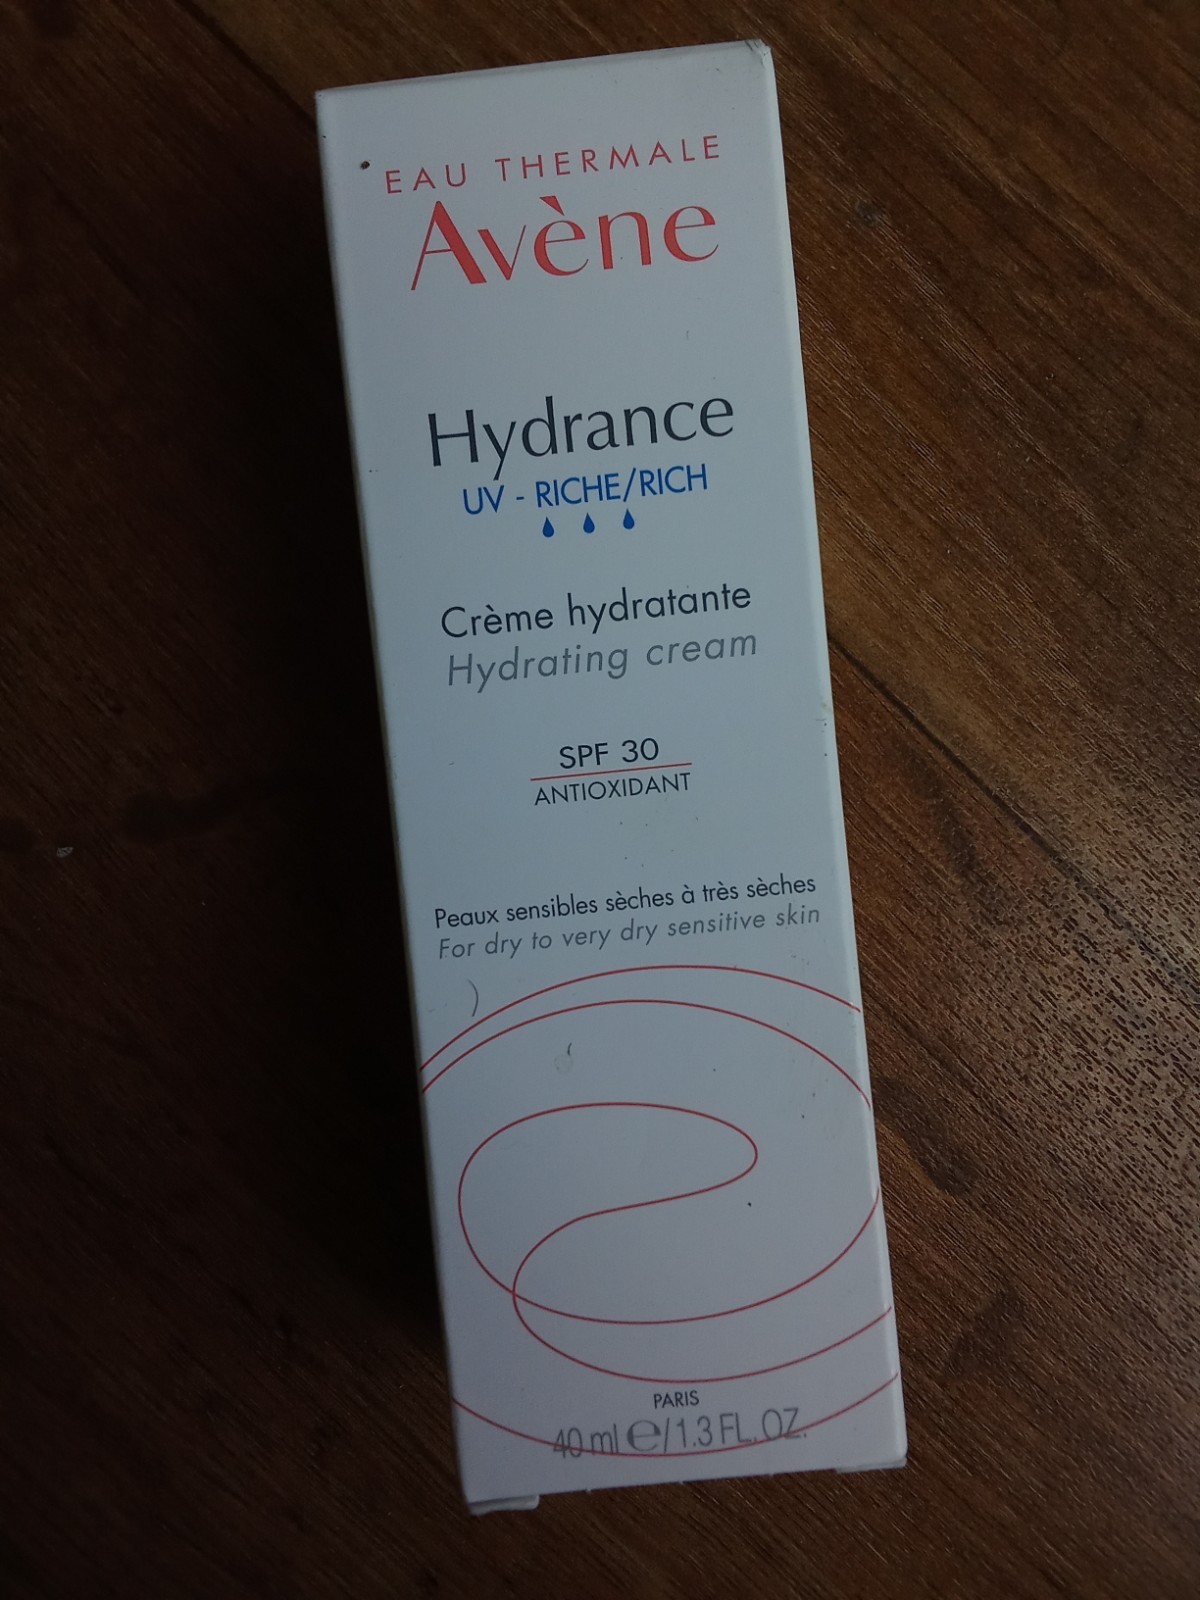 EAU THERMALE
Avène
Hydrance
UV - RICHE/RICH
Crème hydratante
Hydrating cream
SPF 30
ANTIOXIDANT
Peaux sensibles sèches à très sèches
For dry to very dry sensitive skin
PARIS
40 ml e/1.3 FL. OZ.